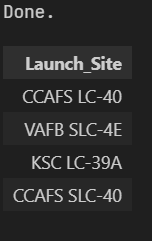 Done.
Launch_Site
CCAFS LC-40
VAFB SLC-4E
KSC LC-39A
CCAFS SLC-40